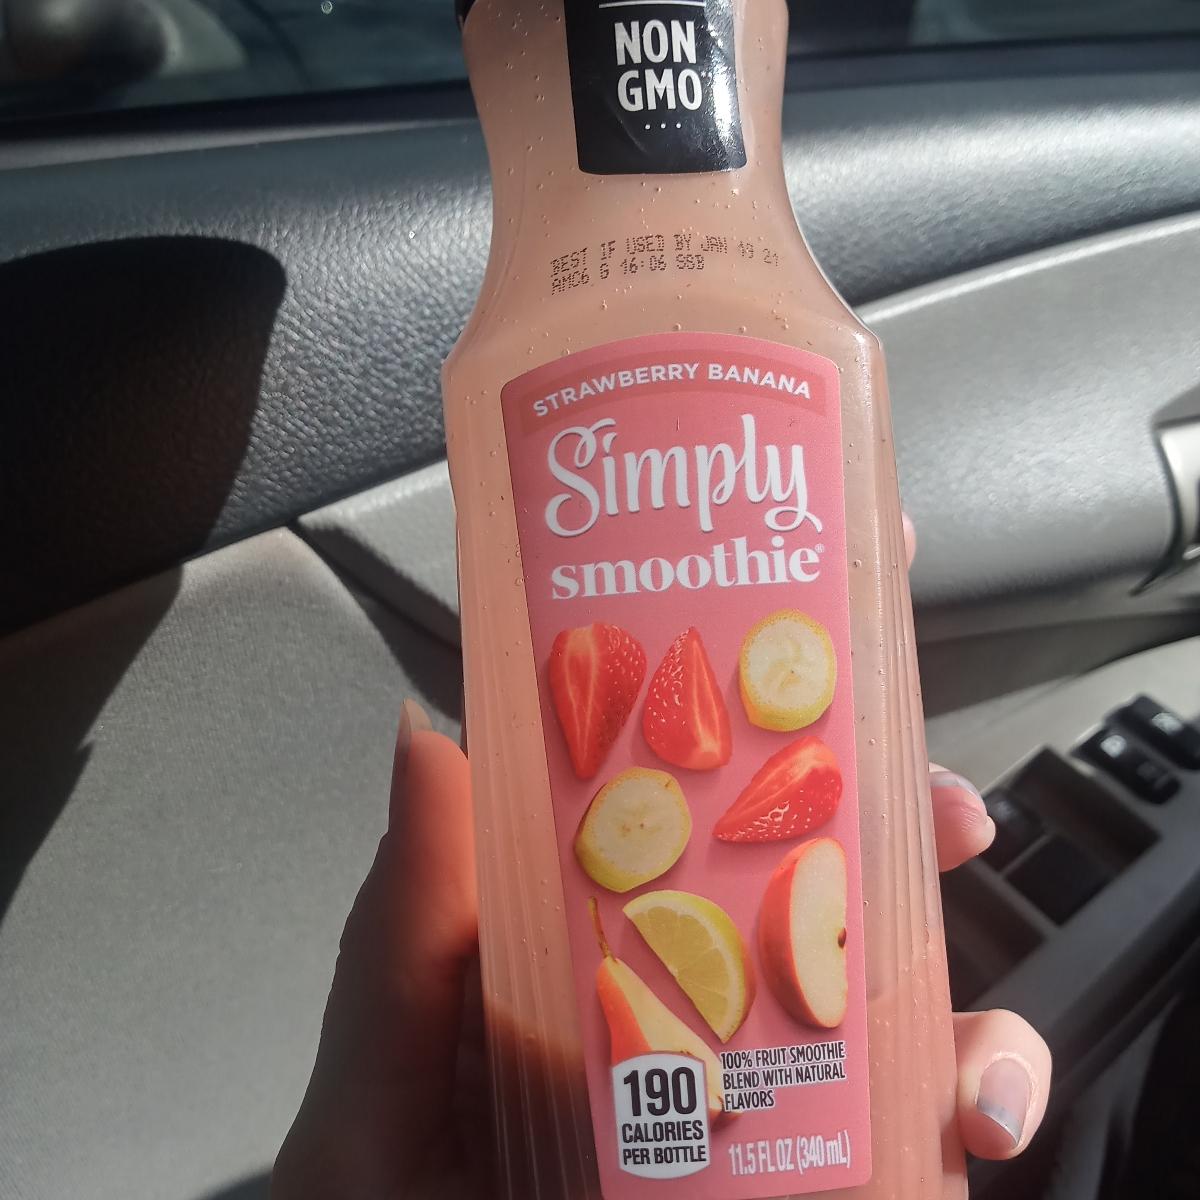 NON
GMO
...
BEST IF USED BY JAN 19 21
AMC6 G 16:06 SSB
STRAWBERRY BANANA
Simply
smoothie®
100% FRUIT SMOOTHIE
BLEND WITH NATURAL
FLAVORS
190
CALORIES
PER BOTTLE
11.5 FL OZ (340 mL)